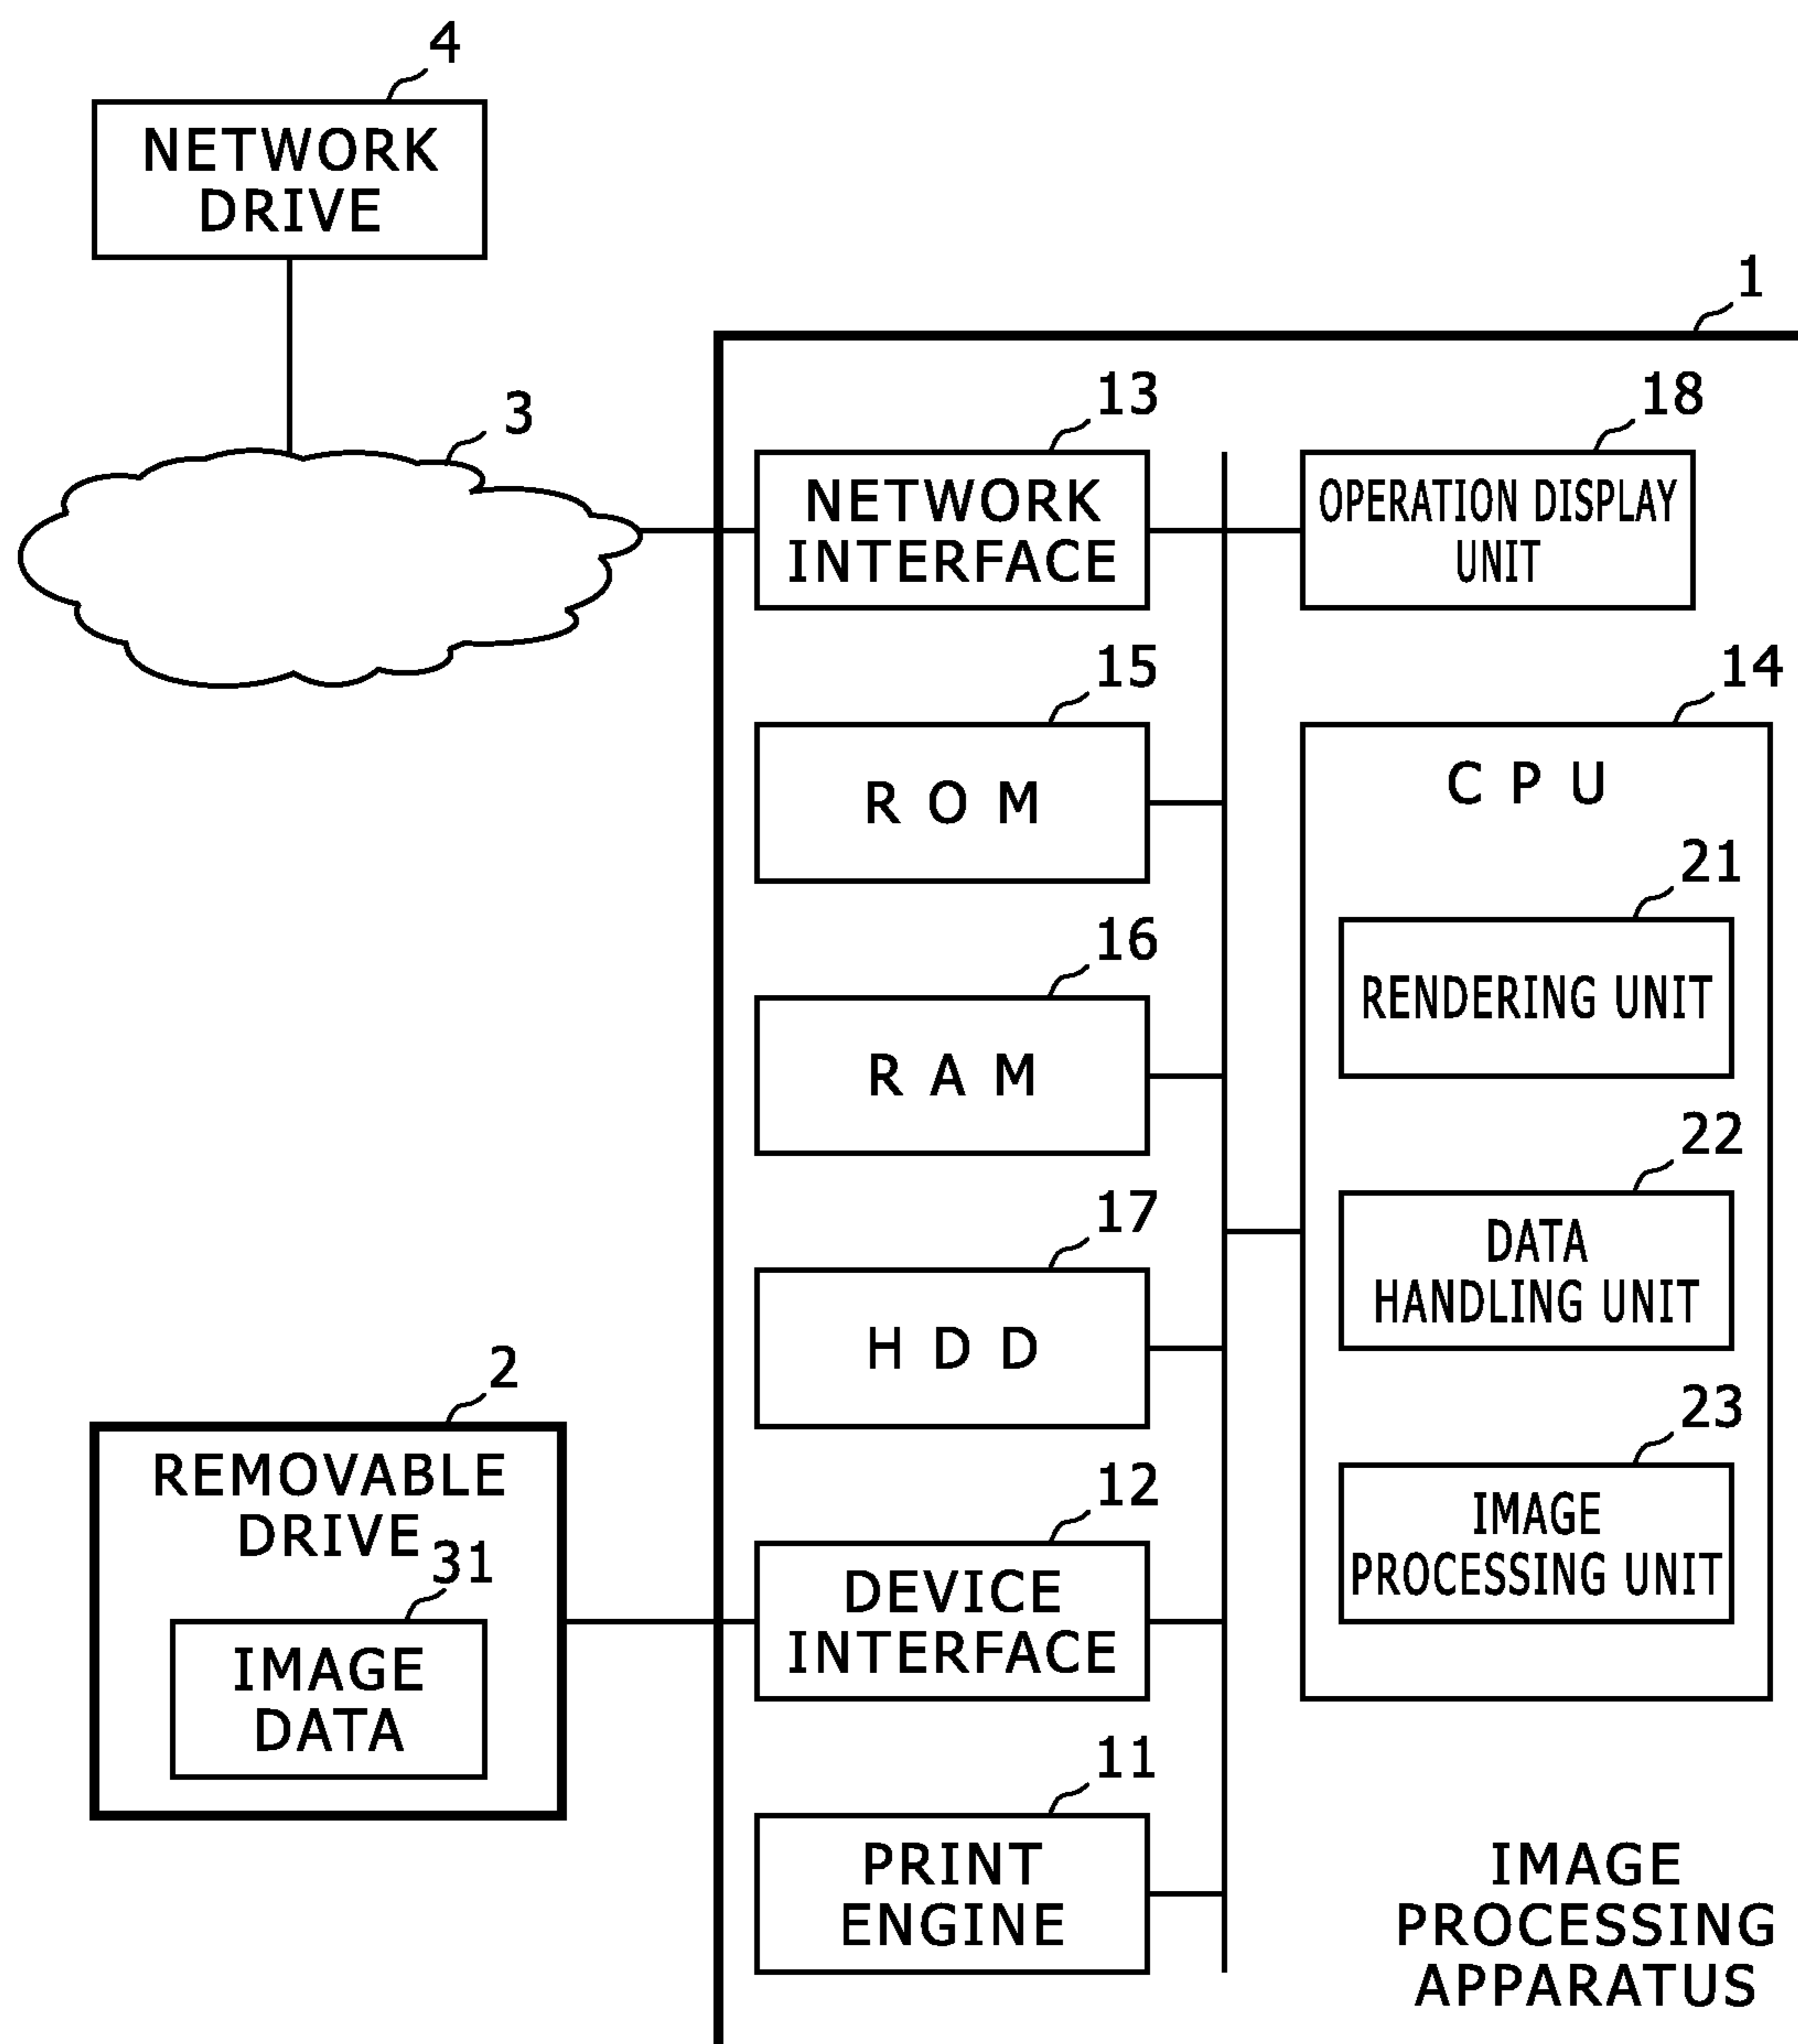 4
NETWORK
DRIVE
1
3
13
NETWORK
INTERFACE
18
OPERATION DISPLAY
UNIT
15
R O M
14
C P U
21
RENDERING UNIT
16
R A M
22
DATA
HANDLING UNIT
17
H D D
23
IMAGE
PROCESSING UNIT
2
REMOVABLE
DRIVE
31
IMAGE
DATA
12
DEVICE
INTERFACE
11
PRINT
ENGINE
IMAGE
PROCESSING
APPARATUS